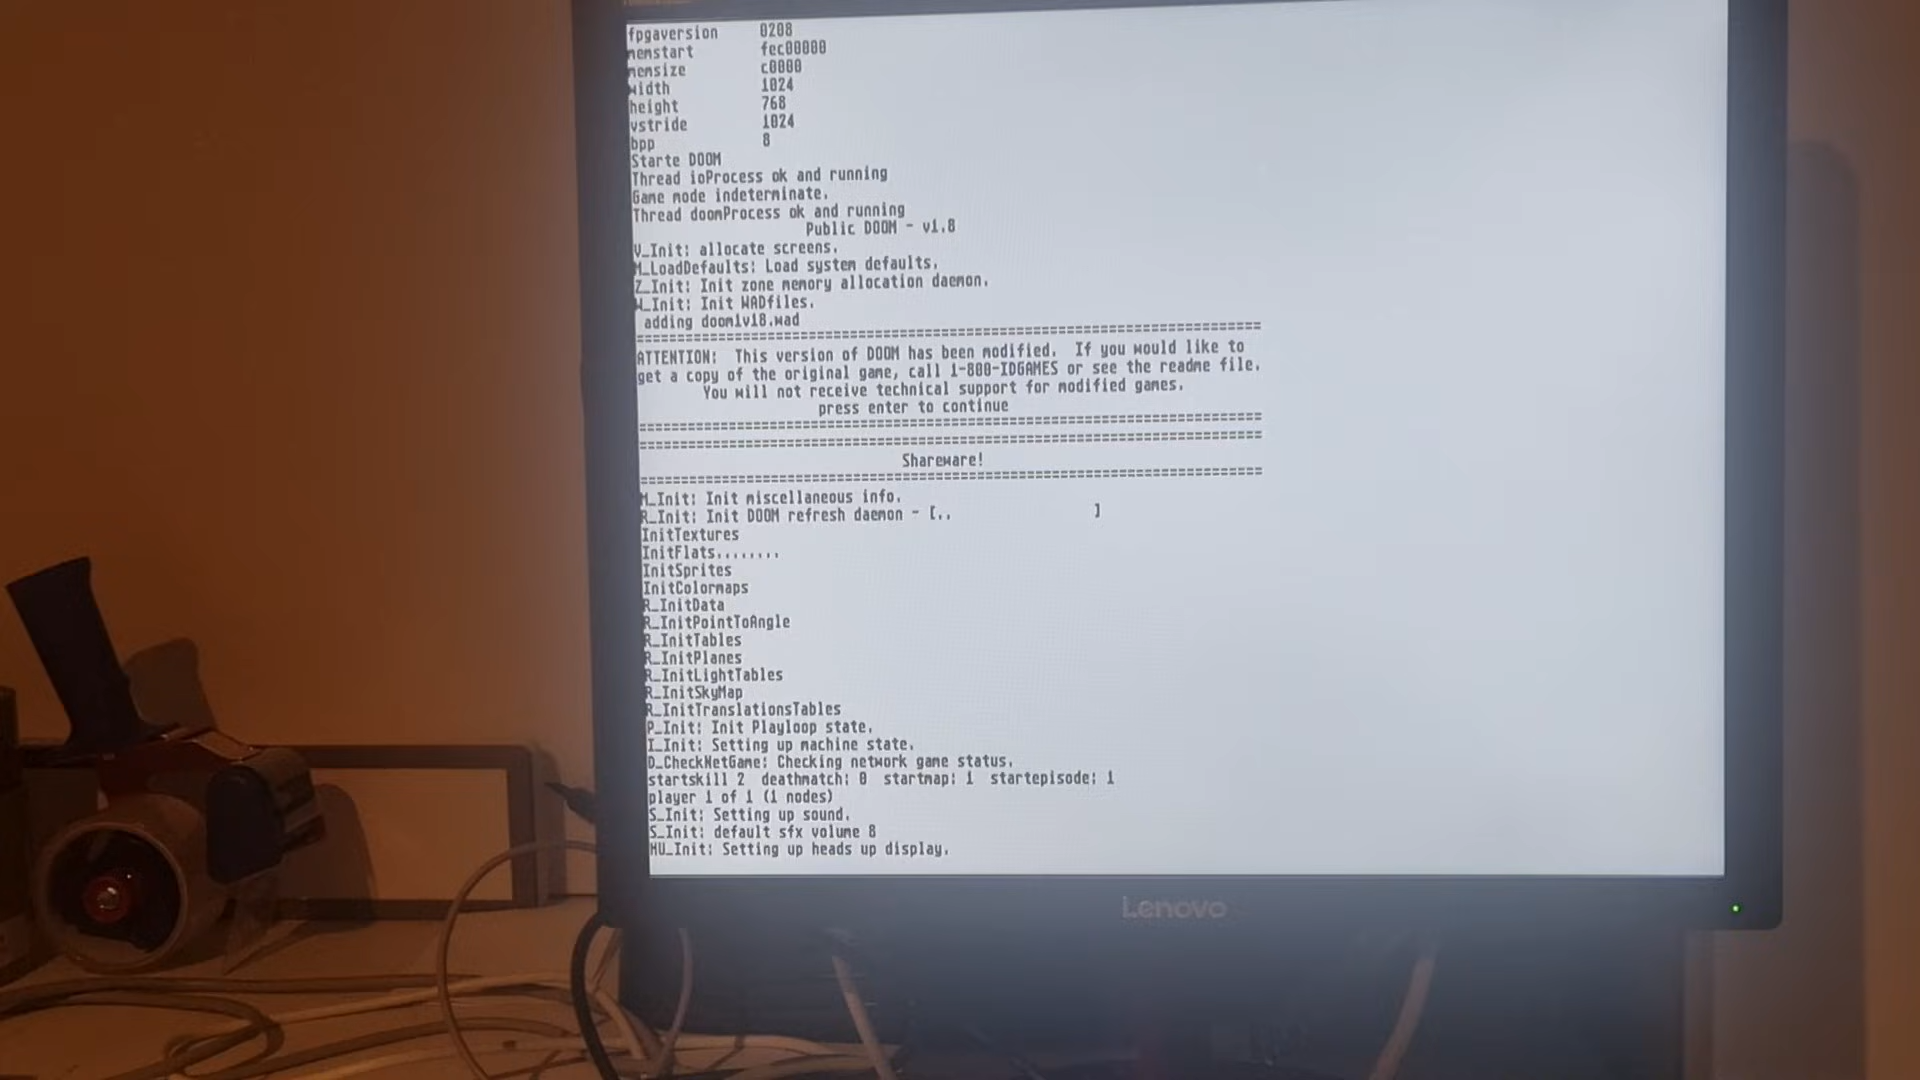 fpgaversion 0208
memstart fec00000
memsize c0000
width 1024
height 768
vstride 1024
bpp 8
Starte DOOM
Thread ioProcess ok and running
Game mode indeterminate.
Thread doomProcess ok and running
Public DOOM - v1.8
V_Init: allocate screens.
M_LoadDefaults: Load system defaults.
Z_Init: Init zone memory allocation daemon.
W_Init: Init WADfiles.
adding doom1v18.wad
============================================================================
ATTENTION: This version of DOOM has been modified. If you would like to
get a copy of the original game, call 1-800-IDGAMES or see the readme file.
You will not receive technical support for modified games.
press enter to continue
============================================================================
============================================================================
Shareware!
============================================================================
M_Init: Init miscellaneous info.
R_Init: Init DOOM refresh daemon - [.. ]
InitTextures
InitFlats........
InitSprites
InitColormaps
R_InitData
R_InitPointToAngle
R_InitTables
R_InitPlanes
R_InitLightTables
R_InitSkyMap
R_InitTranslationsTables
P_Init: Init Playloop state.
I_Init: Setting up machine state.
D_CheckNetGame: Checking network game status.
startskill 2 deathmatch: 0 startmap: 1 startepisode: 1
player 1 of 1 (1 nodes)
S_Init: Setting up sound.
S_Init: default sfx volume 8
HU_Init: Setting up heads up display.
Lenovo